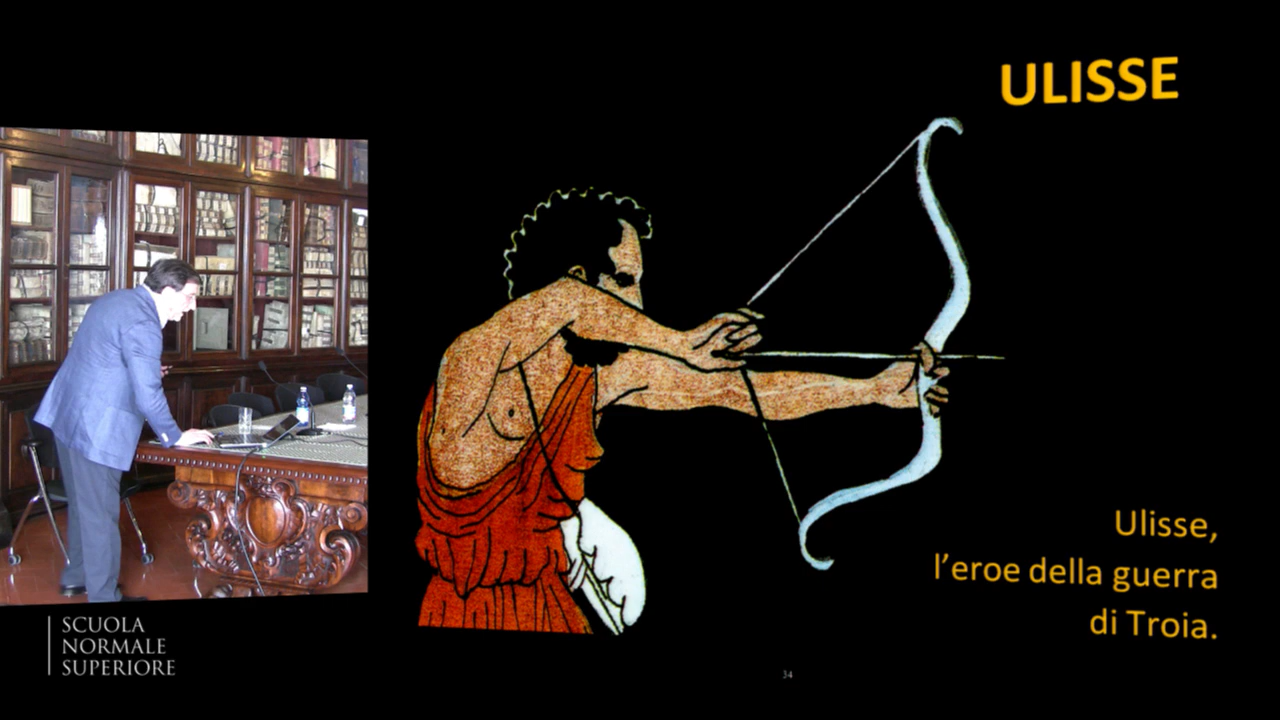 ULISSE
Ulisse,
l'eroe della guerra
di Troia.
SCUOLA
NORMALE
SUPERIORE
34